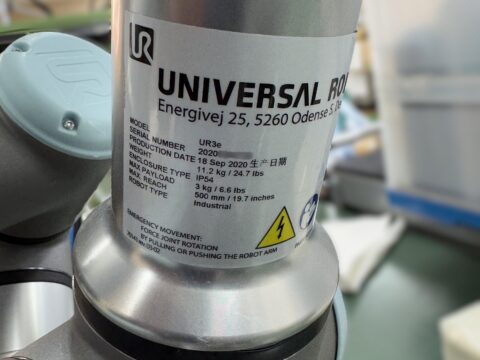 UR
UNIVERSAL RO
Energivej 25, 5260 Odense S, De
MODEL UR3e
SERIAL NUMBER 2020
PRODUCTION DATE 18 Sep 2020 生产日期
WEIGHT 11.2 kg / 24.7 lbs
ENCLOSURE TYPE IP54
MAX. PAYLOAD 3 kg / 6.6 lbs
MAX. REACH 500 mm / 19.7 inches
ROBOT TYPE Industrial
EMERGENCY MOVEMENT:
FORCE JOINT ROTATION
BY PULLING OR PUSHING THE ROBOT ARM